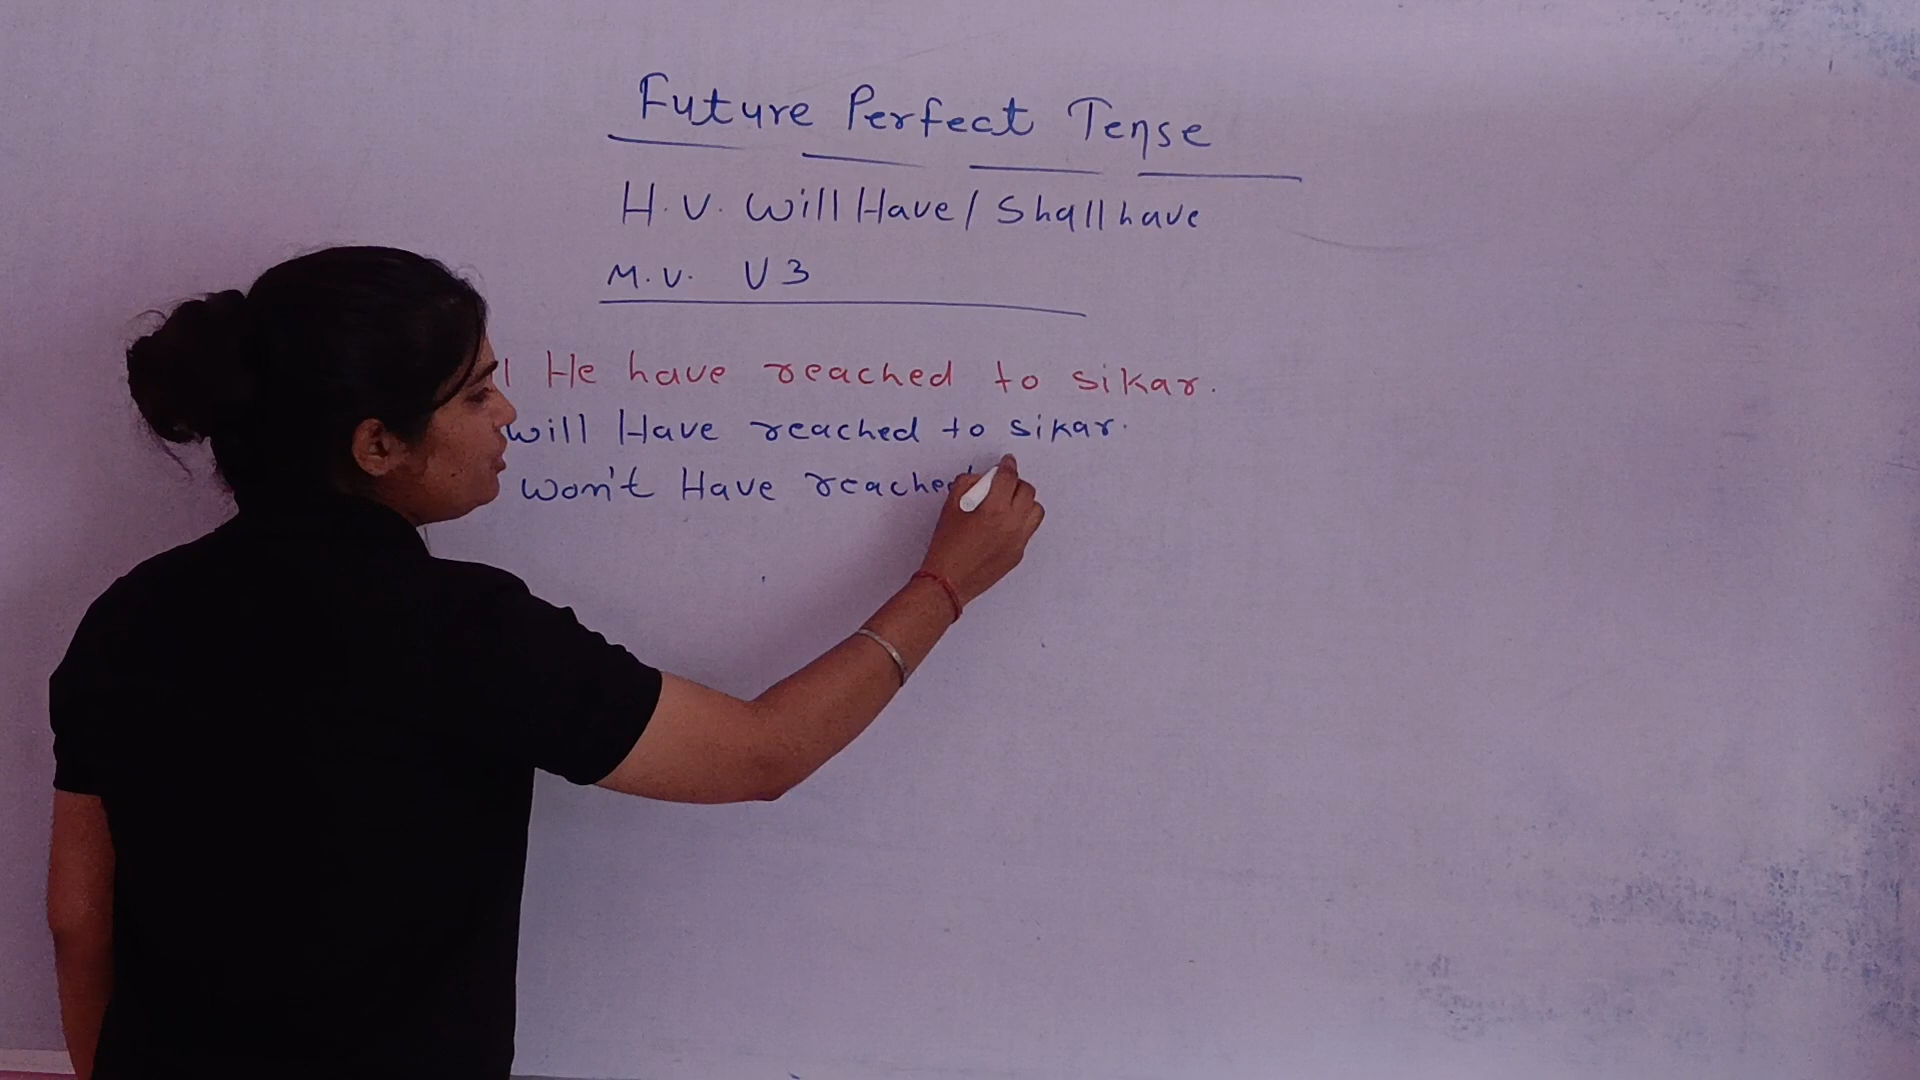 Future Perfect Tense
H.V. Will Have / Shall have
M.V. V3
He have reached to sikar.
will Have reached to sikar.
won't Have reached